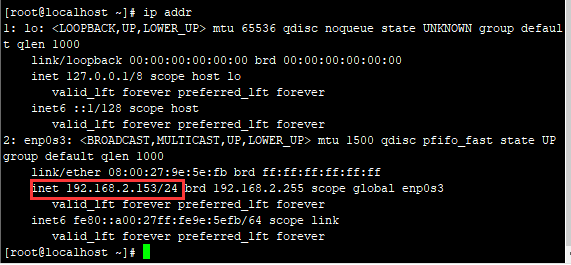 [root@localhost ~]# ip addr
1: lo: <LOOPBACK,UP,LOWER_UP> mtu 65536 qdisc noqueue state UNKNOWN group defaul
t qlen 1000
    link/loopback 00:00:00:00:00:00 brd 00:00:00:00:00:00
    inet 127.0.0.1/8 scope host lo
       valid_lft forever preferred_lft forever
    inet6 ::1/128 scope host
       valid_lft forever preferred_lft forever
2: enp0s3: <BROADCAST,MULTICAST,UP,LOWER_UP> mtu 1500 qdisc pfifo_fast state UP
group default qlen 1000
    link/ether 08:00:27:9e:5e:fb brd ff:ff:ff:ff:ff:ff
    inet 192.168.2.153/24 brd 192.168.2.255 scope global enp0s3
       valid_lft forever preferred_lft forever
    inet6 fe80::a00:27ff:fe9e:5efb/64 scope link
       valid_lft forever preferred_lft forever
[root@localhost ~]#